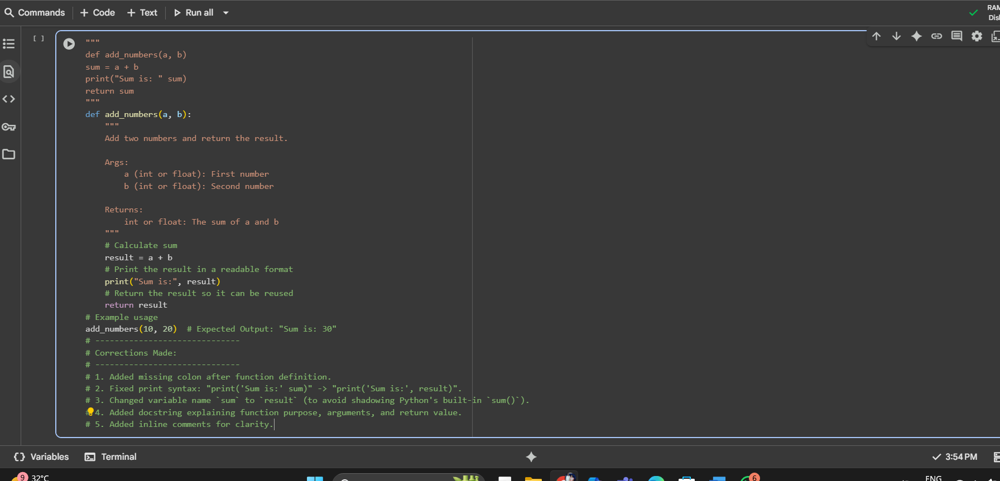 Commands + Code + Text Run all
RAM
Disk
[ ]
"""
def add_numbers(a, b)
sum = a + b
print("Sum is: " sum)
return sum
"""
def add_numbers(a, b):
"""
Add two numbers and return the result.
Args:
a (int or float): First number
b (int or float): Second number
Returns:
int or float: The sum of a and b
"""
# Calculate sum
result = a + b
# Print the result in a readable format
print("Sum is:", result)
# Return the result so it can be reused
return result
# Example usage
add_numbers(10, 20)  # Expected Output: "Sum is: 30"
# ------------------------------
# Corrections Made:
# ------------------------------
# 1. Added missing colon after function definition.
# 2. Fixed print syntax: "print('Sum is:' sum)" -> "print('Sum is:', result)".
# 3. Changed variable name `sum` to `result` (to avoid shadowing Python's built-in `sum()`).
# 4. Added docstring explaining function purpose, arguments, and return value.
# 5. Added inline comments for clarity.
{} Variables Terminal 3:54 PM
9 32°C 6 ENG